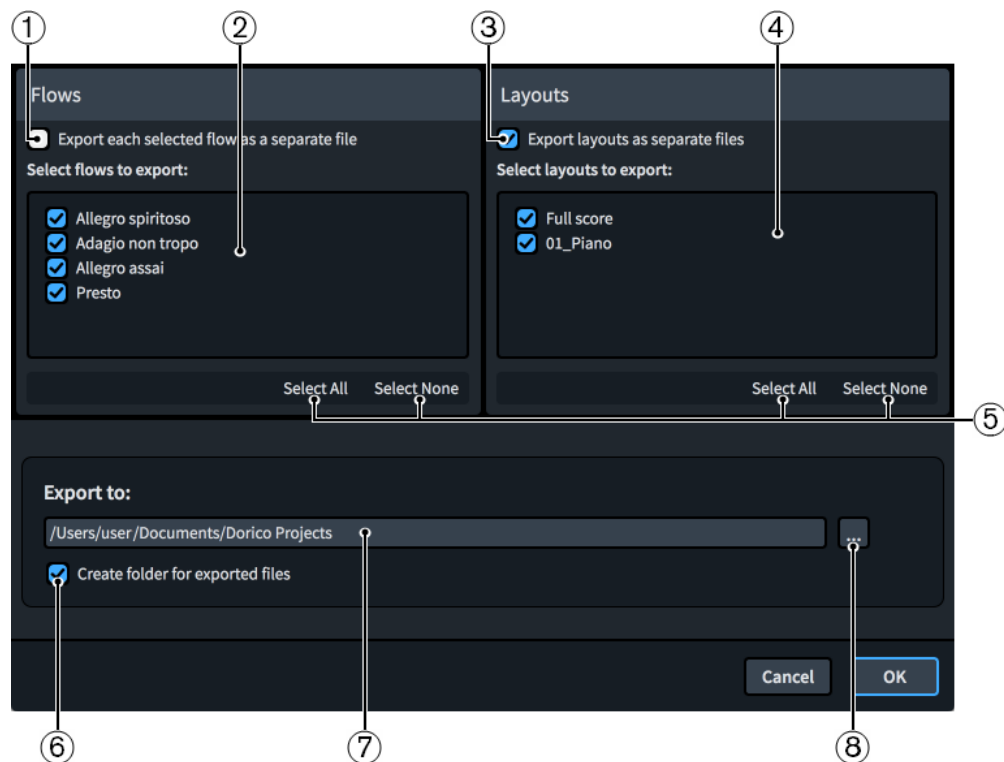 ① ② ③ ④
Flows
Export each selected flow as a separate file
Select flows to export:
Allegro spiritoso
Adagio non tropo
Allegro assai
Presto
Select All Select None
Layouts
Export layouts as separate files
Select layouts to export:
Full score
01_Piano
Select All Select None
⑤
Export to:
/Users/user/Documents/Dorico Projects
...
Create folder for exported files
Cancel OK
⑥ ⑦ ⑧